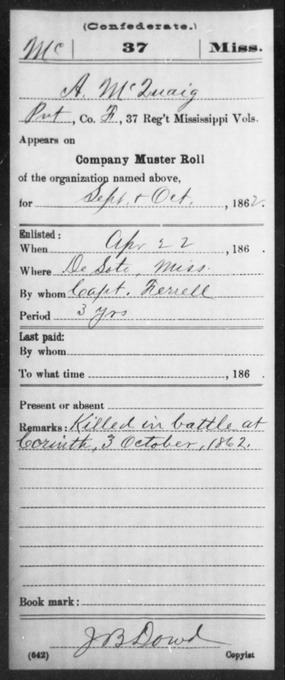 (Confederate.)
Mc | 37 | Miss.
A. McQuaig
Pvt, Co. F, 37 Reg't Mississippi Vols.
Appears on
Company Muster Roll
of the organization named above,
for Sept & Oct., 1862.
Enlisted:
When Apr 22, 186 .
Where De Soto, Miss.
By whom Capt. Ferrell
Period 3 yrs
Last paid:
By whom
To what time, 186 .
Present or absent
Remarks: Killed in battle at
Corinth, 3 October, 1862.
Book mark:
J B Dowd
(642) Copyist